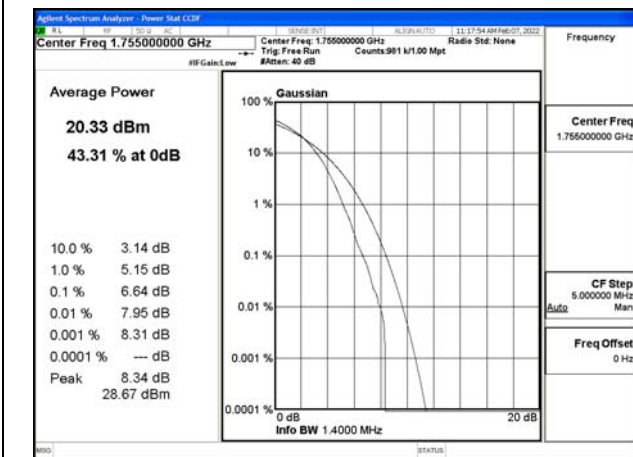 Agilent Spectrum Analyzer - Power Stat CCDF
RL RF 50 Ω AC SENSE:INT ALIGN AUTO 11:17:54 AM Feb 07, 2022
Center Freq 1.755000000 GHz
Center Freq: 1.755000000 GHz Radio Std: None
Trig: Free Run Counts:981 k/1.00 Mpt
#IFGain:Low #Atten: 40 dB
Frequency
Average Power
20.33 dBm
43.31 % at 0dB
10.0 % 3.14 dB
1.0 % 5.15 dB
0.1 % 6.64 dB
0.01 % 7.95 dB
0.001 % 8.31 dB
0.0001 % --- dB
Peak 8.34 dB
28.67 dBm
Gaussian
100 %
10 %
1 %
0.1 %
0.01 %
0.001 %
0.0001 %
0 dB 20 dB
Info BW 1.4000 MHz
Center Freq
1.755000000 GHz
CF Step
5.000000 MHz
Auto Man
Freq Offset
0 Hz
MSG STATUS